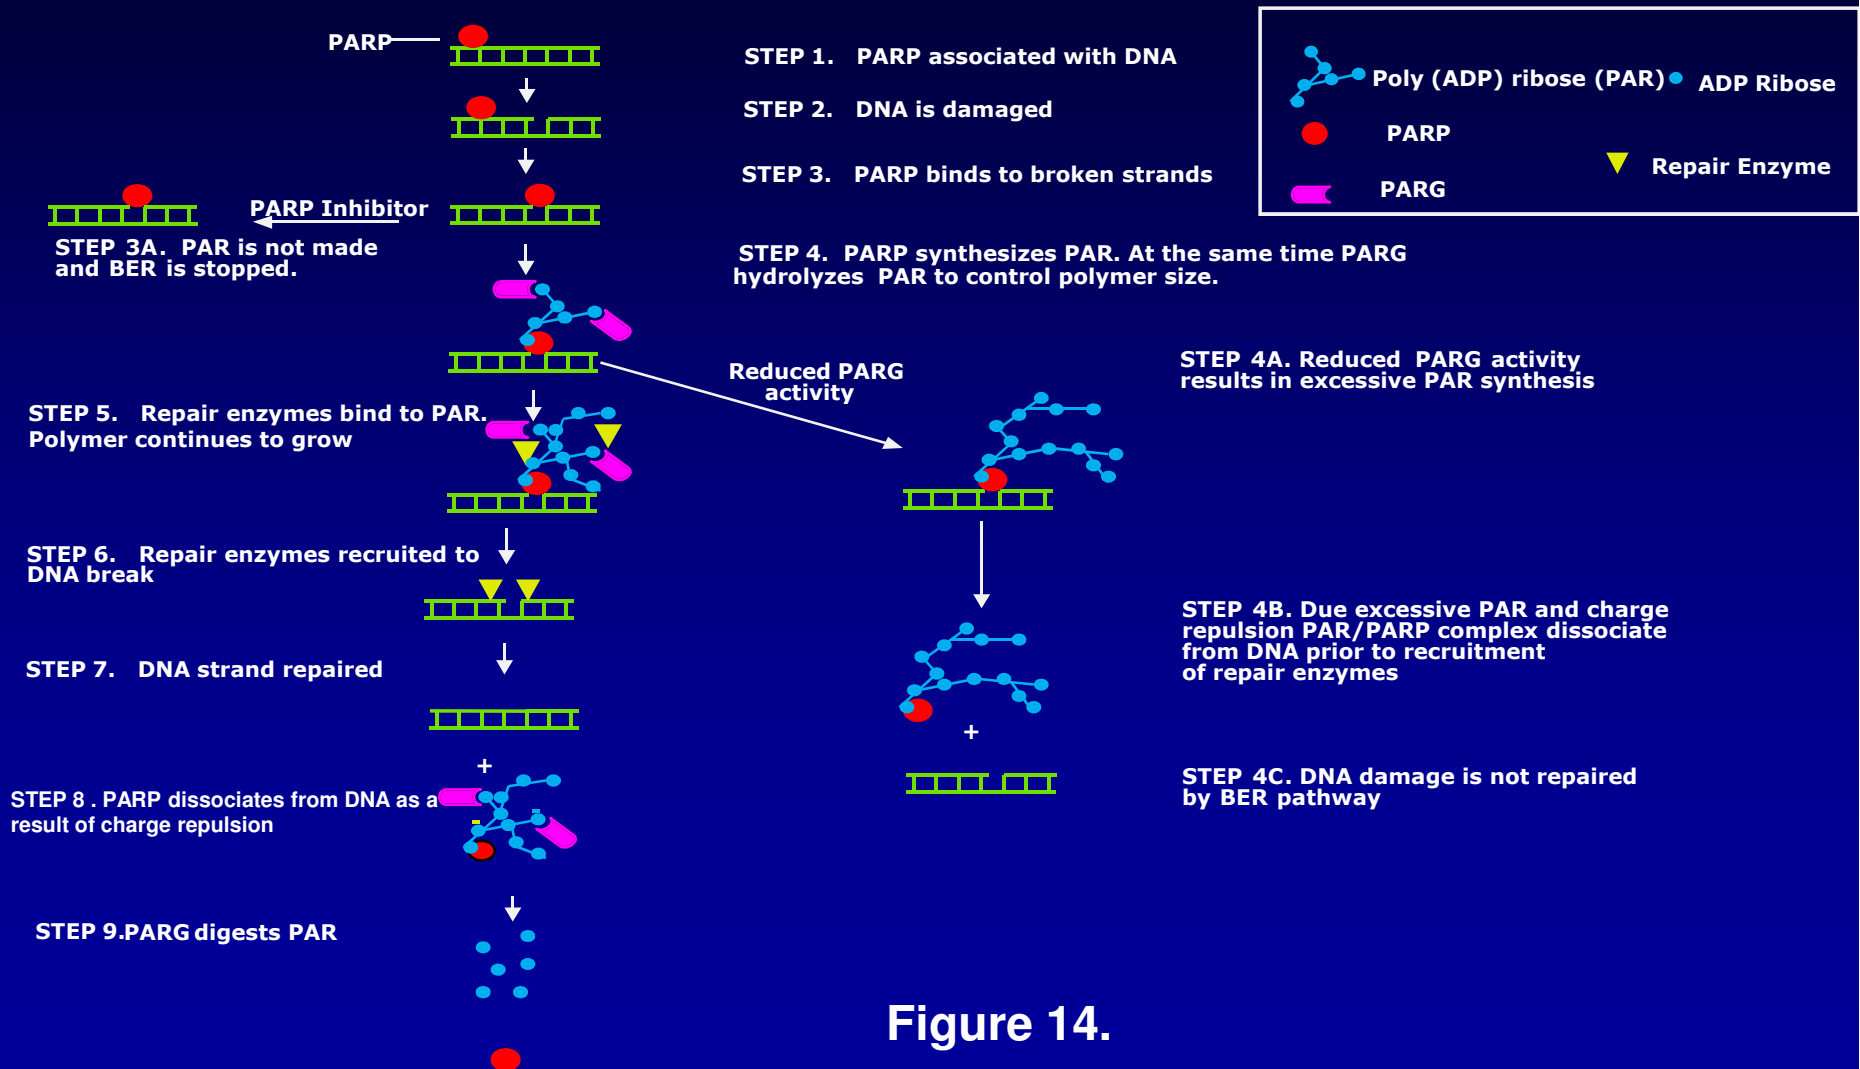 PARP
STEP 1. PARP associated with DNA
STEP 2. DNA is damaged
STEP 3. PARP binds to broken strands
Poly (ADP) ribose (PAR)
ADP Ribose
PARP
Repair Enzyme
PARG
PARP Inhibitor
STEP 3A. PAR is not made
and BER is stopped.
STEP 4. PARP synthesizes PAR. At the same time PARG
hydrolyzes PAR to control polymer size.
Reduced PARG
activity
STEP 4A. Reduced PARG activity
results in excessive PAR synthesis
STEP 5. Repair enzymes bind to PAR.
Polymer continues to grow
STEP 6. Repair enzymes recruited to
DNA break
STEP 4B. Due excessive PAR and charge
repulsion PAR/PARP complex dissociate
from DNA prior to recruitment
of repair enzymes
STEP 7. DNA strand repaired
+
+
STEP 8 . PARP dissociates from DNA as a
result of charge repulsion
STEP 4C. DNA damage is not repaired
by BER pathway
STEP 9.PARG digests PAR
Figure 14.